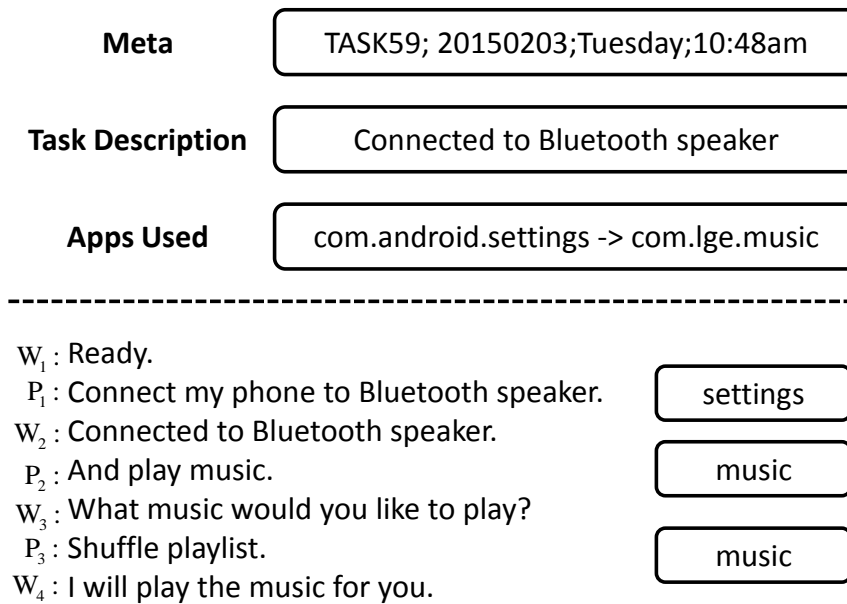 Meta TASK59; 20150203;Tuesday;10:48am
Task Description Connected to Bluetooth speaker
Apps Used com.android.settings -> com.lge.music
W1 : Ready.
P1 : Connect my phone to Bluetooth speaker. settings
W2 : Connected to Bluetooth speaker.
P2 : And play music. music
W3 : What music would you like to play?
P3 : Shuffle playlist. music
W4 : I will play the music for you.